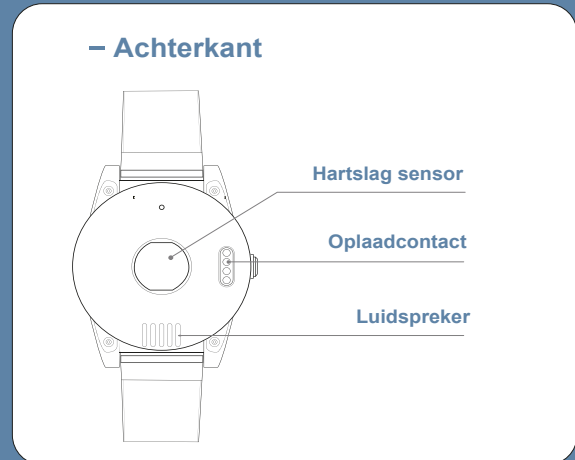 – Achterkant
Hartslag sensor
Oplaadcontact
Luidspreker